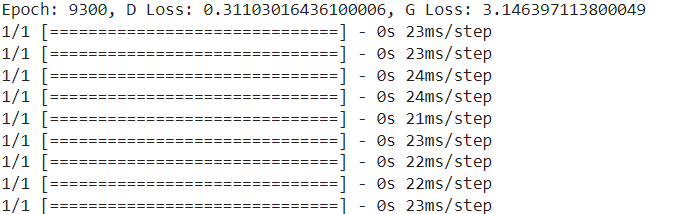 Epoch: 9300, D Loss: 0.31103016436100006, G Loss: 3.146397113800049
1/1 [==============================] - 0s 23ms/step
1/1 [==============================] - 0s 23ms/step
1/1 [==============================] - 0s 24ms/step
1/1 [==============================] - 0s 24ms/step
1/1 [==============================] - 0s 21ms/step
1/1 [==============================] - 0s 23ms/step
1/1 [==============================] - 0s 22ms/step
1/1 [==============================] - 0s 22ms/step
1/1 [==============================] - 0s 23ms/step